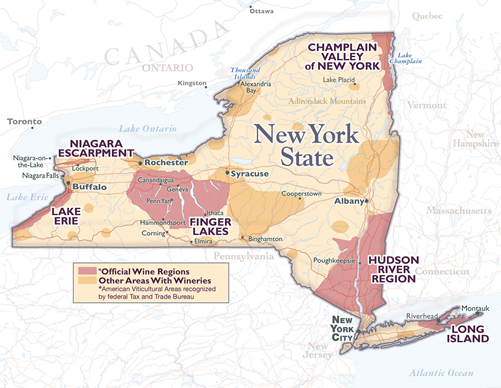 Ottawa
Quebec
CANADA
ONTARIO
CHAMPLAIN
VALLEY
of NEW YORK
Lake
Champlain
Thousand
Islands
Kingston
Alexandria
Bay
Lake Placid
Adirondack Mountains
Vermont
Toronto
Lake Ontario
New York
State
New
Hampshire
NIAGARA
ESCARPMENT
Niagara-on-
the-Lake
Niagara Falls
Lockport
Rochester
Syracuse
Lake Erie
Buffalo
Canandaigua
Geneva
Penn Yan
Cooperstown
Albany
LAKE
ERIE
Hammondsport
Ithaca
FINGER
LAKES
Corning
Elmira
Binghamton
Massachusetts
Pennsylvania
Poughkeepsie
HUDSON
RIVER
REGION
Connecticut
*Official Wine Regions
Other Areas With Wineries
*American Viticultural Areas recognized
by federal Tax and Trade Bureau
NEW
YORK
CITY
Riverhead
Montauk
LONG
ISLAND
New
Jersey
Atlantic Ocean